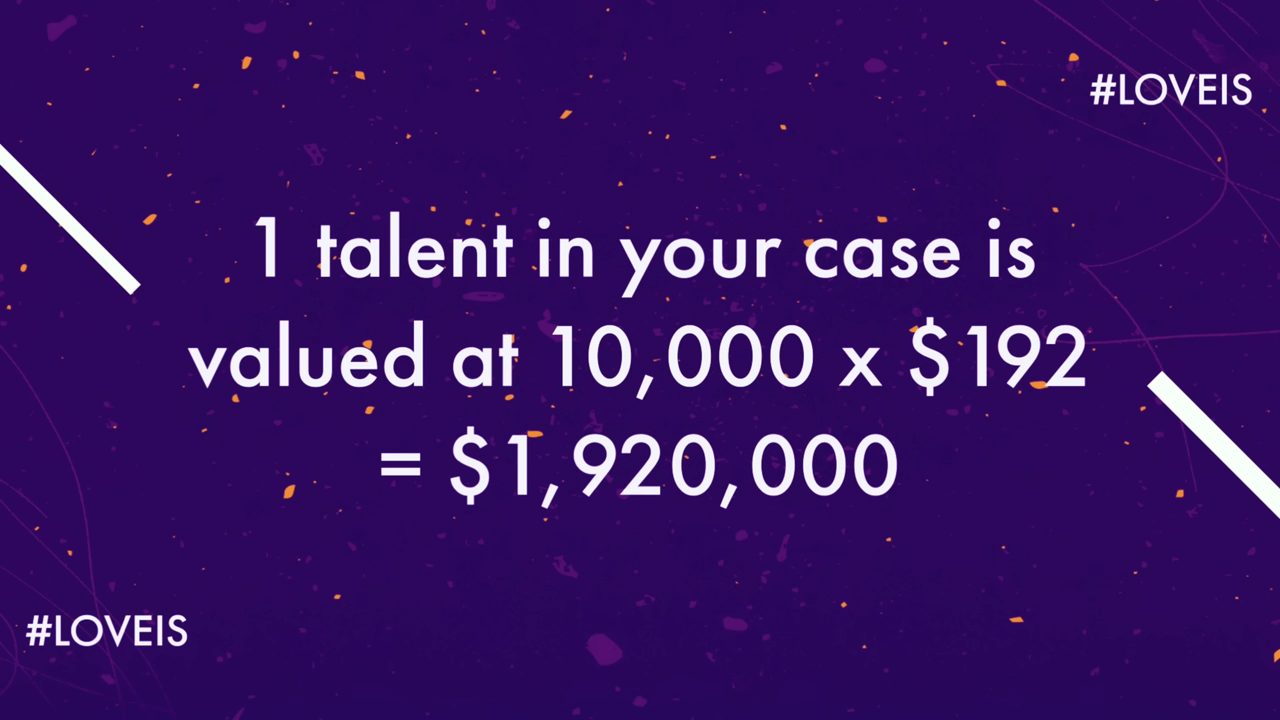 #LOVEIS
1 talent in your case is
valued at 10,000 x $192
= $1,920,000
#LOVEIS